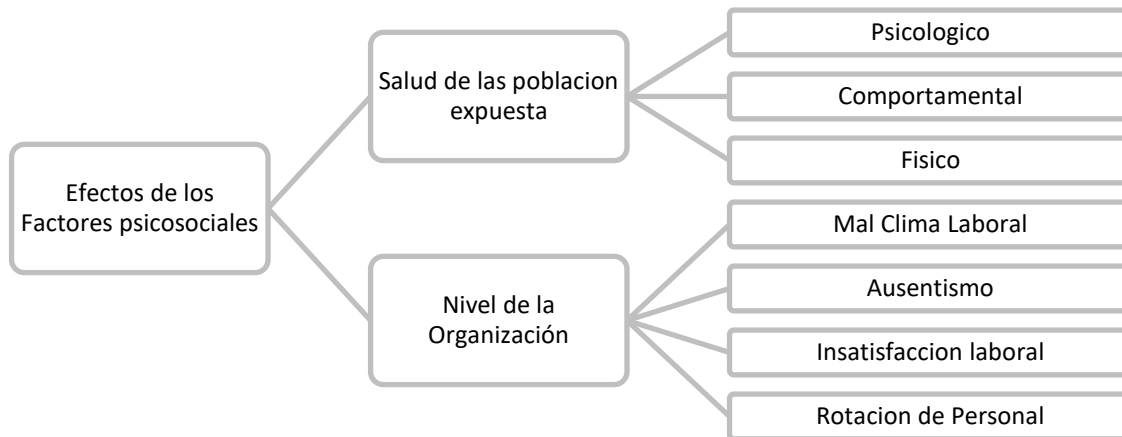 Efectos de los
Factores psicosociales
Salud de las poblacion
expuesta
Psicologico
Comportamental
Fisico
Nivel de la
Organización
Mal Clima Laboral
Ausentismo
Insatisfaccion laboral
Rotacion de Personal